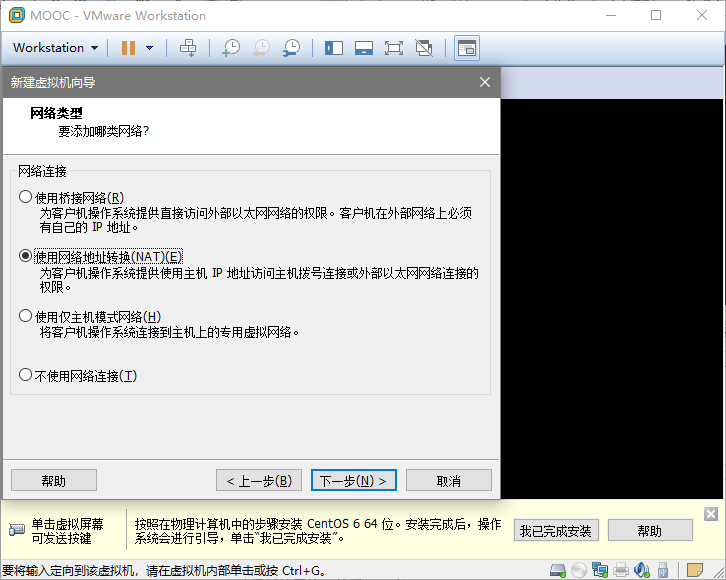 MOOC - VMware Workstation
Workstation
新建虚拟机向导
网络类型
要添加哪类网络?
网络连接
使用桥接网络(R)
为客户机操作系统提供直接访问外部以太网网络的权限。客户机在外部网络上必须
有自己的 IP 地址。
使用网络地址转换(NAT)(E)
为客户机操作系统提供使用主机 IP 地址访问主机拨号连接或外部以太网网络连接的
权限。
使用仅主机模式网络(H)
将客户机操作系统连接到主机上的专用虚拟网络。
不使用网络连接(T)
帮助
< 上一步(B)
下一步(N) >
取消
单击虚拟屏幕
可发送按键
按照在物理计算机中的步骤安装 CentOS 6 64 位。安装完成后，操作
系统会进行引导，单击“我已完成安装”。
我已完成安装
帮助
要将输入定向到该虚拟机，请在虚拟机内部单击或按 Ctrl+G。